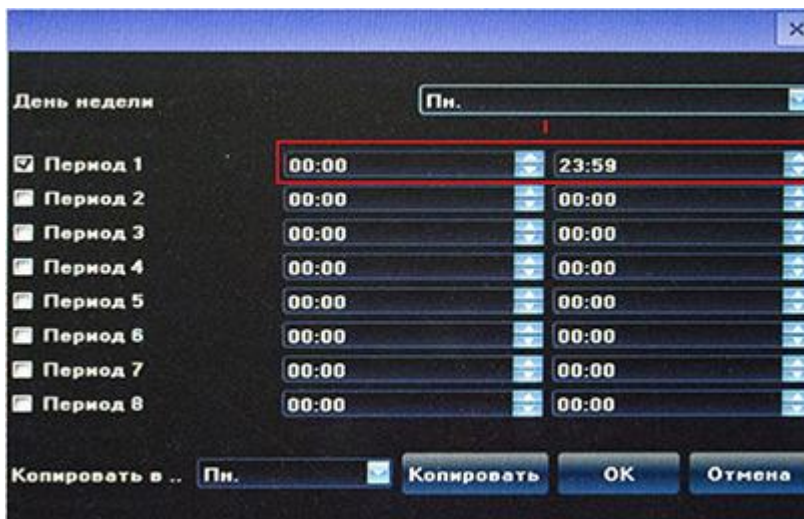 День недели Пн.
Период 1 00:00 23:59
Период 2 00:00 00:00
Период 3 00:00 00:00
Период 4 00:00 00:00
Период 5 00:00 00:00
Период 6 00:00 00:00
Период 7 00:00 00:00
Период 8 00:00 00:00
Копировать в .. Пн. Копировать ОК Отмена